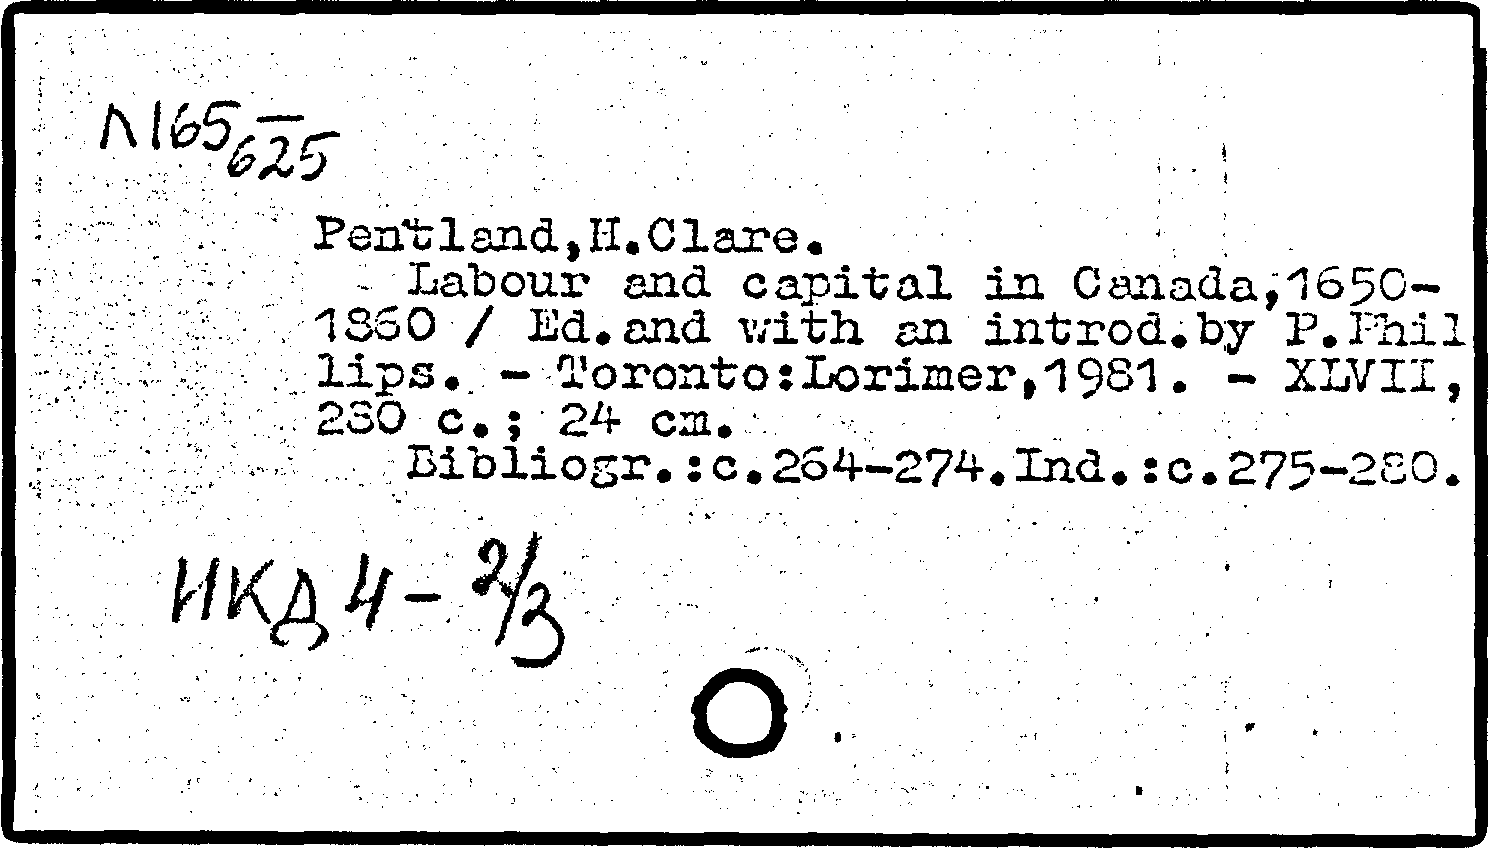 Л165/625
Pentland,H.Clare.
Labour and capital in Canada,1650-
1860 / Ed.and with an introd.by P.Phil
lips. - Toronto:Lorimer,1981. - XLVII,
280 c.; 24 cm.
Bibliogr.:c.264-274.Ind.:c.275-280.
ИКД 4 - 2/3